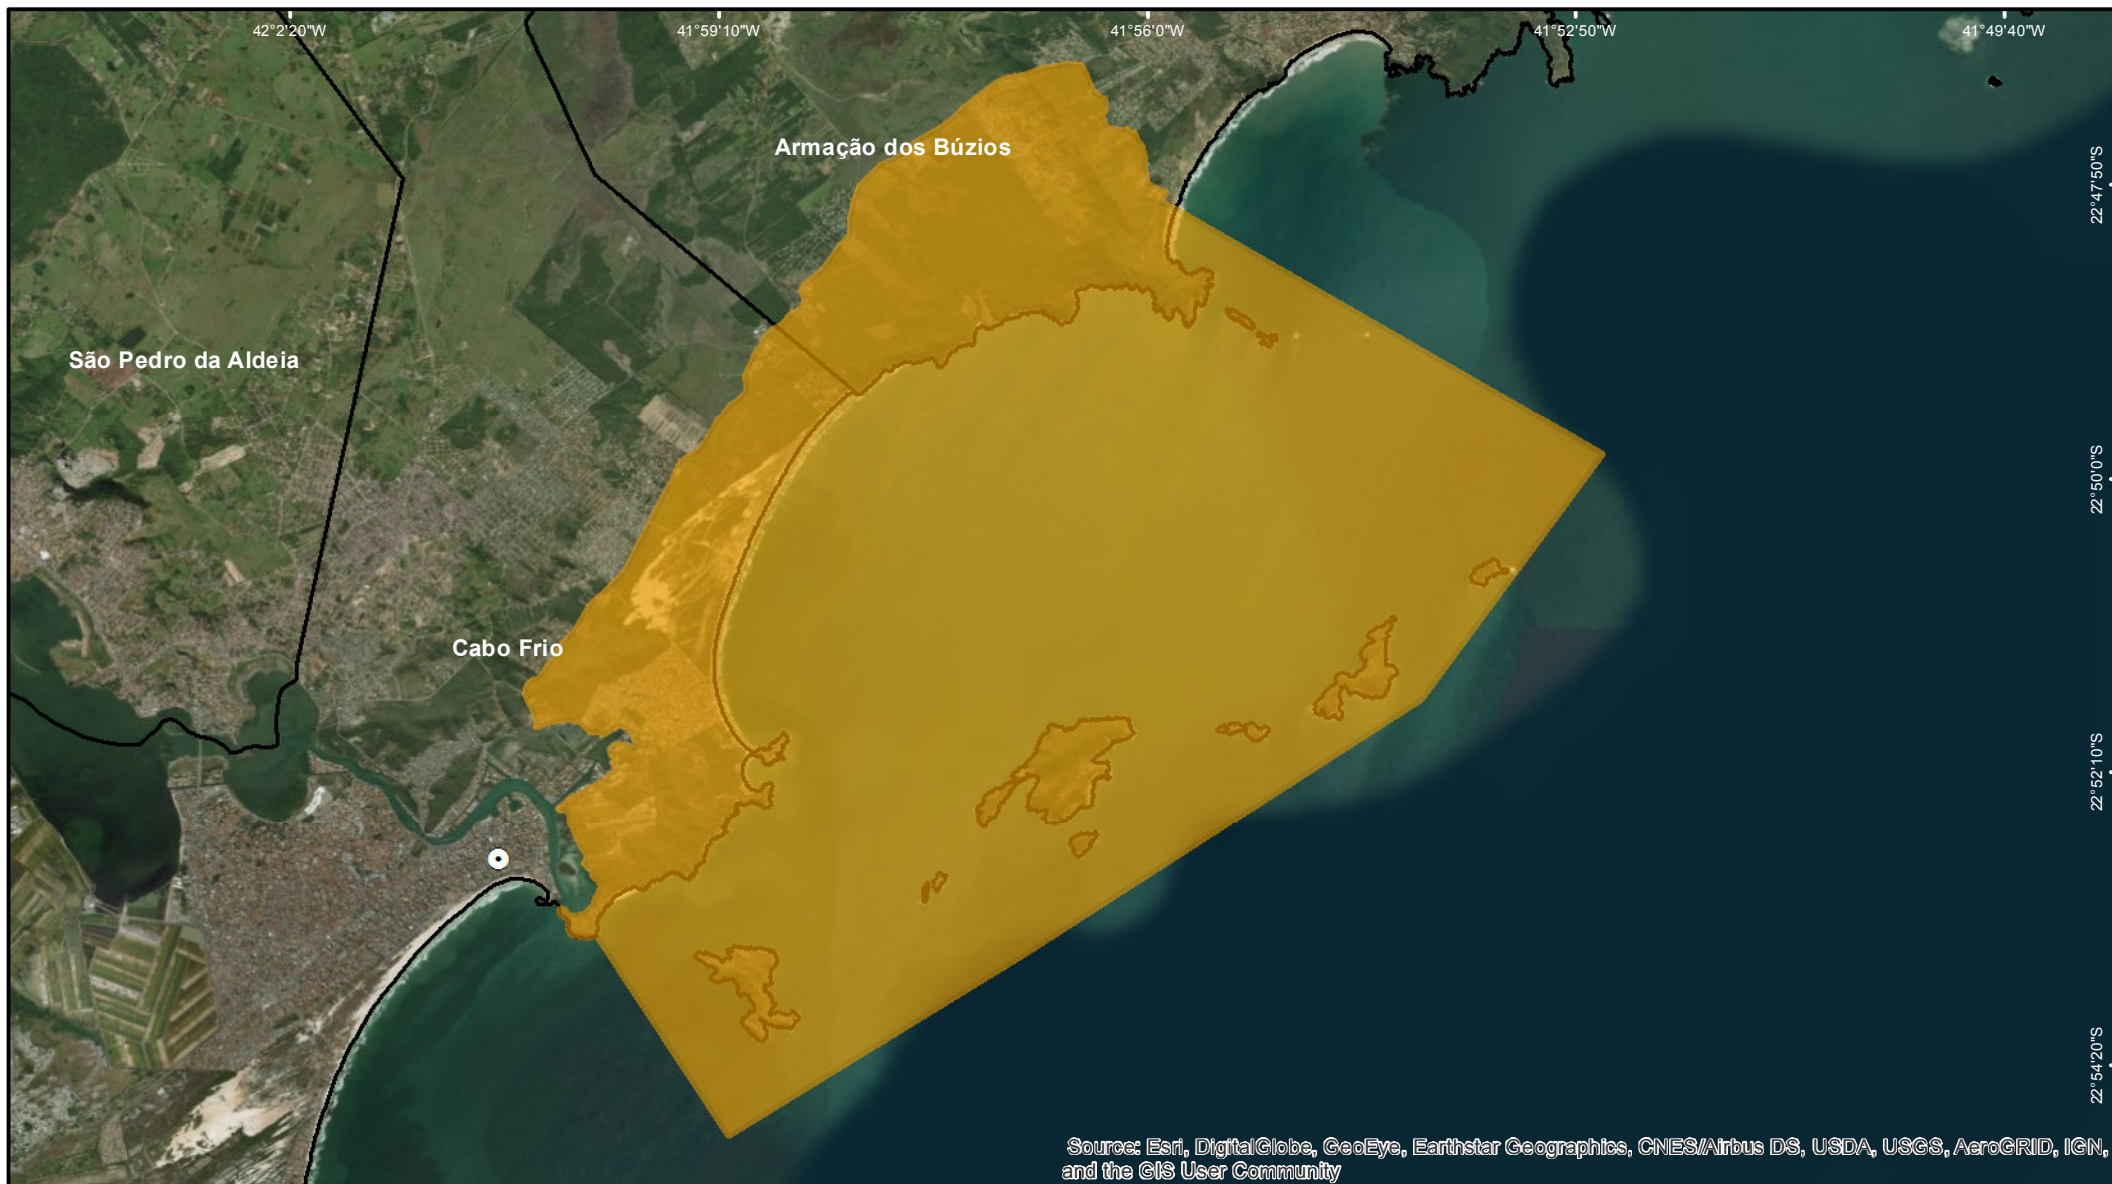 42°2'20"W
41°59'10"W
41°56'0"W
41°52'50"W
41°49'40"W
Armação dos Búzios
22°47'50"S
São Pedro da Aldeia
22°50'0"S
Cabo Frio
22°52'10"S
22°54'20"S
Source: Esri, DigitalGlobe, GeoEye, Earthstar Geographics, CNES/Airbus DS, USDA, USGS, AeroGRID, IGN,
and the GIS User Community